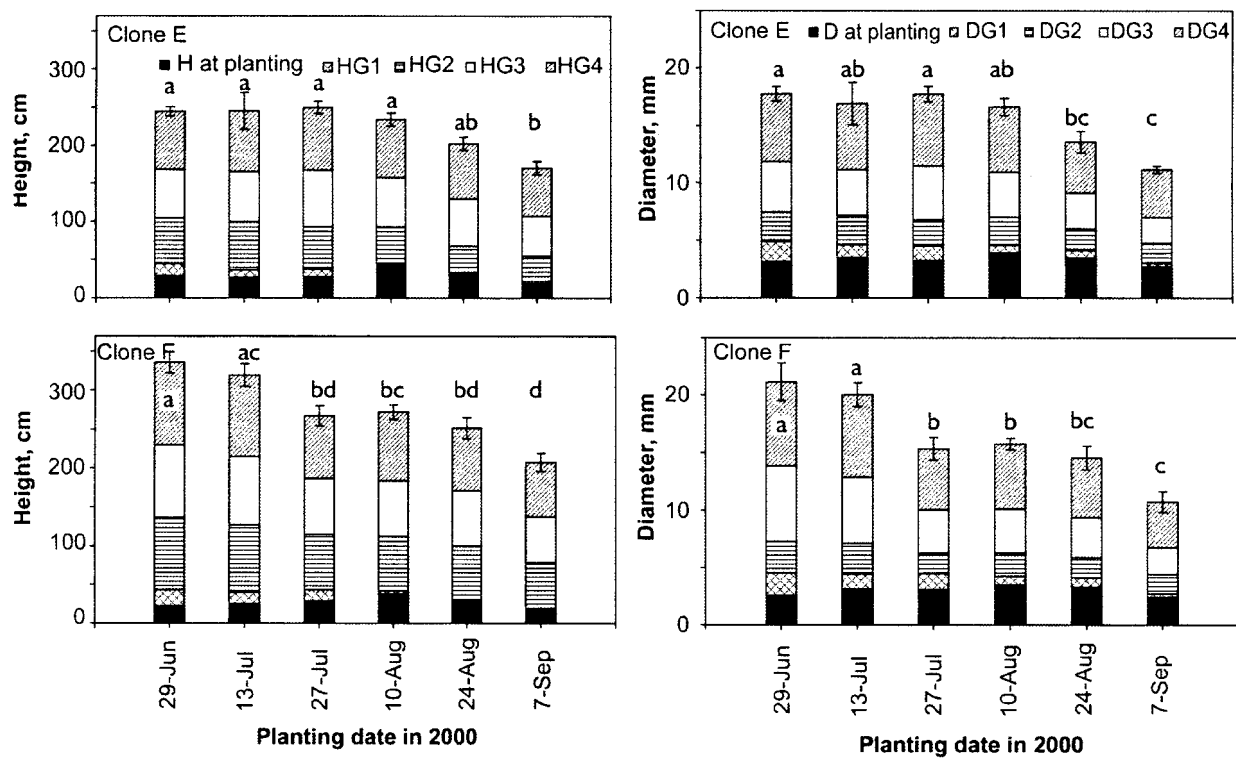 Clone E
H at planting HG1 HG2 HG3 HG4
300
200
100
0
Height, cm
a a a a ab b
Clone E D at planting DG1 DG2 DG3 DG4
20
10
0
Diameter, mm
a ab a ab bc c
Clone F
300
200
100
0
Height, cm
a ac bd bc bd d
29-Jun 13-Jul 27-Jul 10-Aug 24-Aug 7-Sep
Planting date in 2000
Clone F
20
10
0
Diameter, mm
a a b b bc c
29-Jun 13-Jul 27-Jul 10-Aug 24-Aug 7-Sep
Planting date in 2000